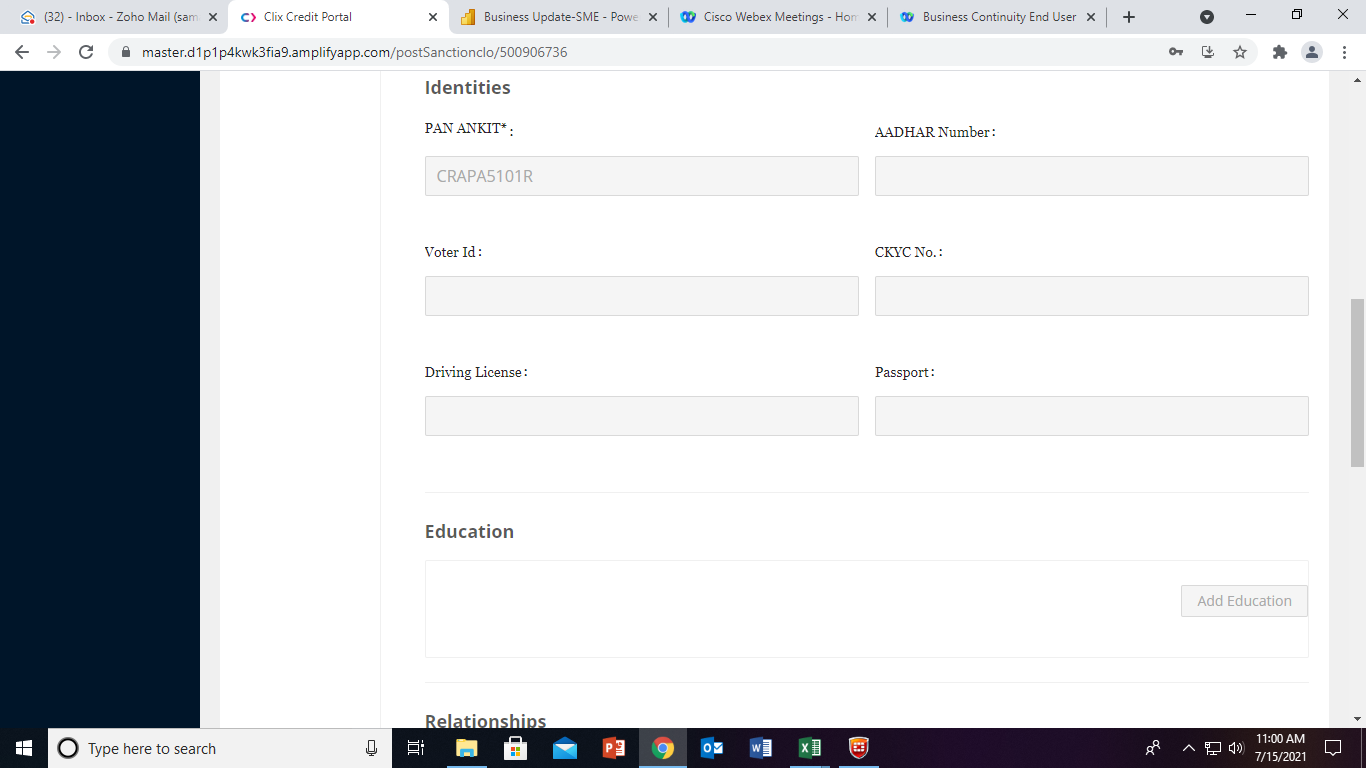 (32) - Inbox - Zoho Mail (sam
Clix Credit Portal
Business Update-SME - Powe
Cisco Webex Meetings - Hom
Business Continuity End User
master.d1p1p4kwk3fia9.amplifyapp.com/postSanctionclo/500906736
Identities
PAN ANKIT* :
AADHAR Number :
CRAPA5101R
Voter Id :
CKYC No. :
Driving License :
Passport :
Education
Add Education
Relationships
Type here to search
11:00 AM
7/15/2021